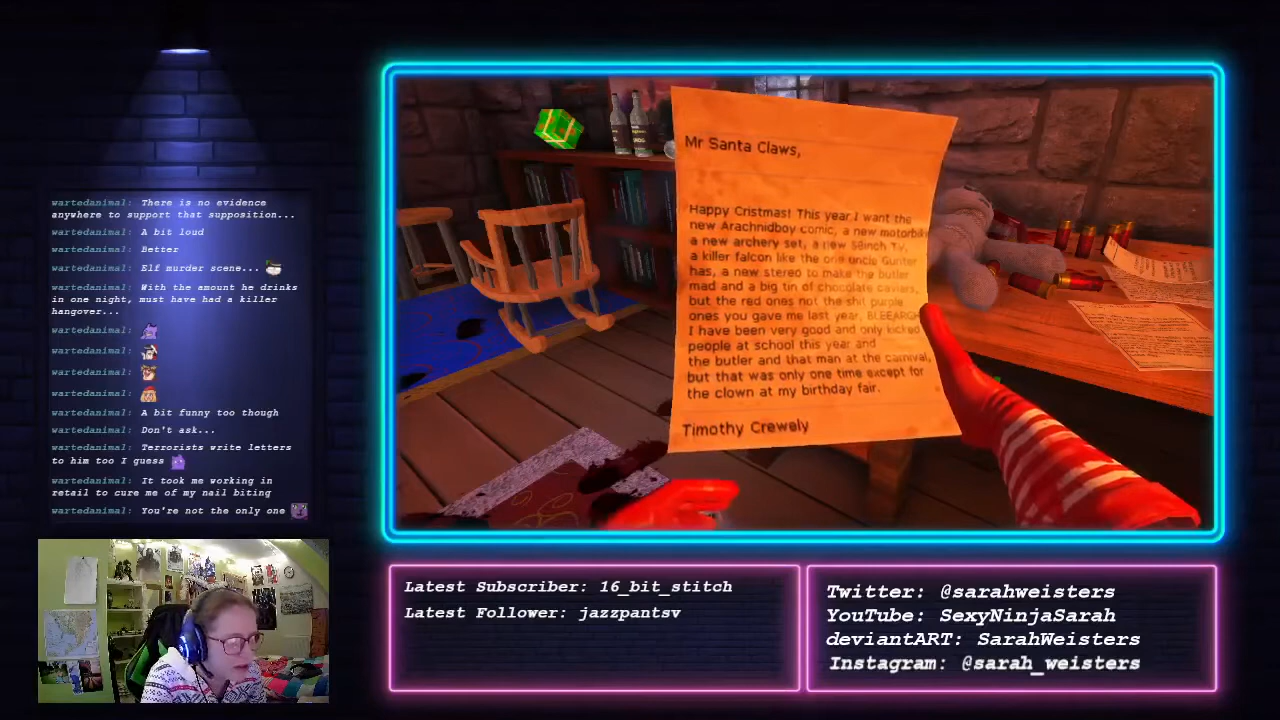 wartedanimal: There is no evidence
anywhere to support that supposition...
wartedanimal: A bit loud
wartedanimal: Better
wartedanimal: Elf murder scene...
wartedanimal: With the amount he drinks
in one night, must have had a killer
hangover...
wartedanimal:
wartedanimal:
wartedanimal:
wartedanimal:
wartedanimal: A bit funny too though
wartedanimal: Don't ask...
wartedanimal: Terrorists write letters
to him too I guess
wartedanimal: It took me working in
retail to cure me of my nail biting
wartedanimal: You're not the only one
Mr Santa Claws,
Happy Cristmas! This year I want the
new Arachnidboy comic, a new motorbike
a new archery set, a new 58inch TV,
a killer falcon like the one uncle Gunter
has, a new stereo to make the butler
mad and a big tin of chocolate caviers,
but the red ones not the shit purple
ones you gave me last year, BLEEARGH
I have been very good and only kicked
people at school this year and
the butler and that man at the carnival,
but that was only one time except for
the clown at my birthday fair.
Timothy Crewely
Latest Subscriber: 16_bit_stitch
Latest Follower: jazzpantsv
Twitter: @sarahweisters
YouTube: SexyNinjaSarah
deviantART: SarahWeisters
Instagram: @sarah_weisters